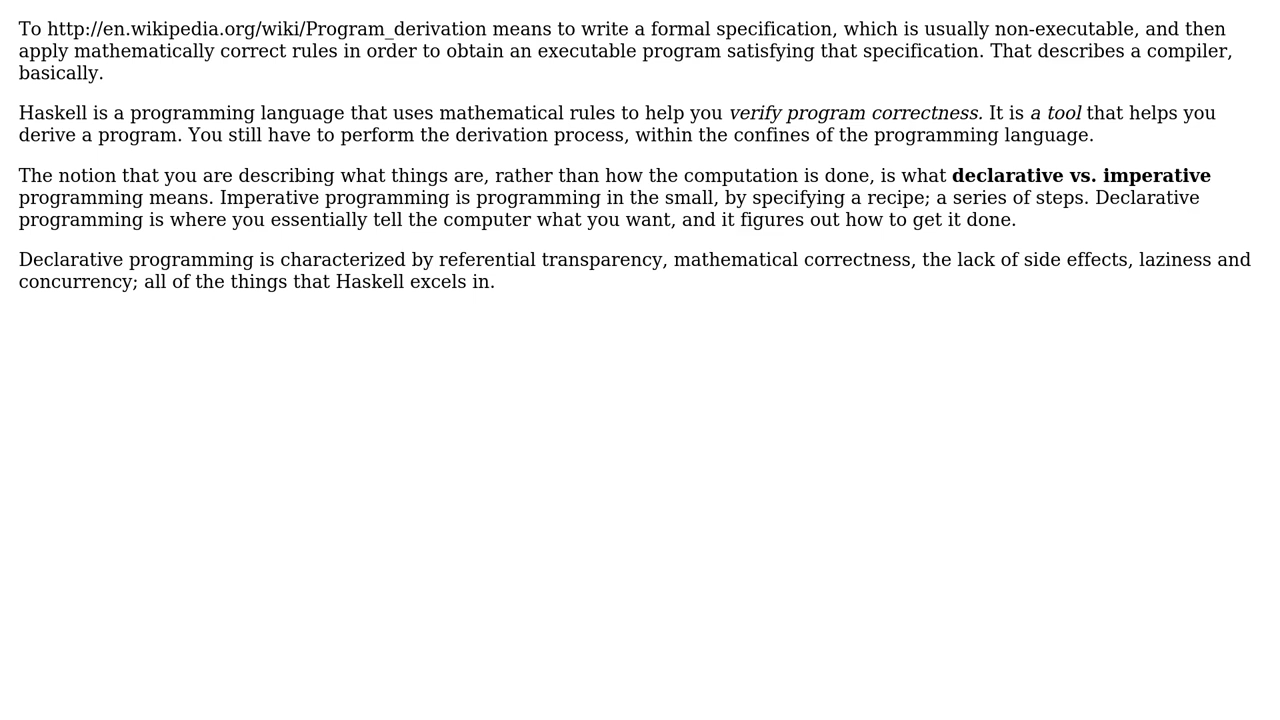 To http://en.wikipedia.org/wiki/Program_derivation means to write a formal specification, which is usually non-executable, and then
apply mathematically correct rules in order to obtain an executable program satisfying that specification. That describes a compiler,
basically.
Haskell is a programming language that uses mathematical rules to help you verify program correctness. It is a tool that helps you
derive a program. You still have to perform the derivation process, within the confines of the programming language.
The notion that you are describing what things are, rather than how the computation is done, is what declarative vs. imperative
programming means. Imperative programming is programming in the small, by specifying a recipe; a series of steps. Declarative
programming is where you essentially tell the computer what you want, and it figures out how to get it done.
Declarative programming is characterized by referential transparency, mathematical correctness, the lack of side effects, laziness and
concurrency; all of the things that Haskell excels in.